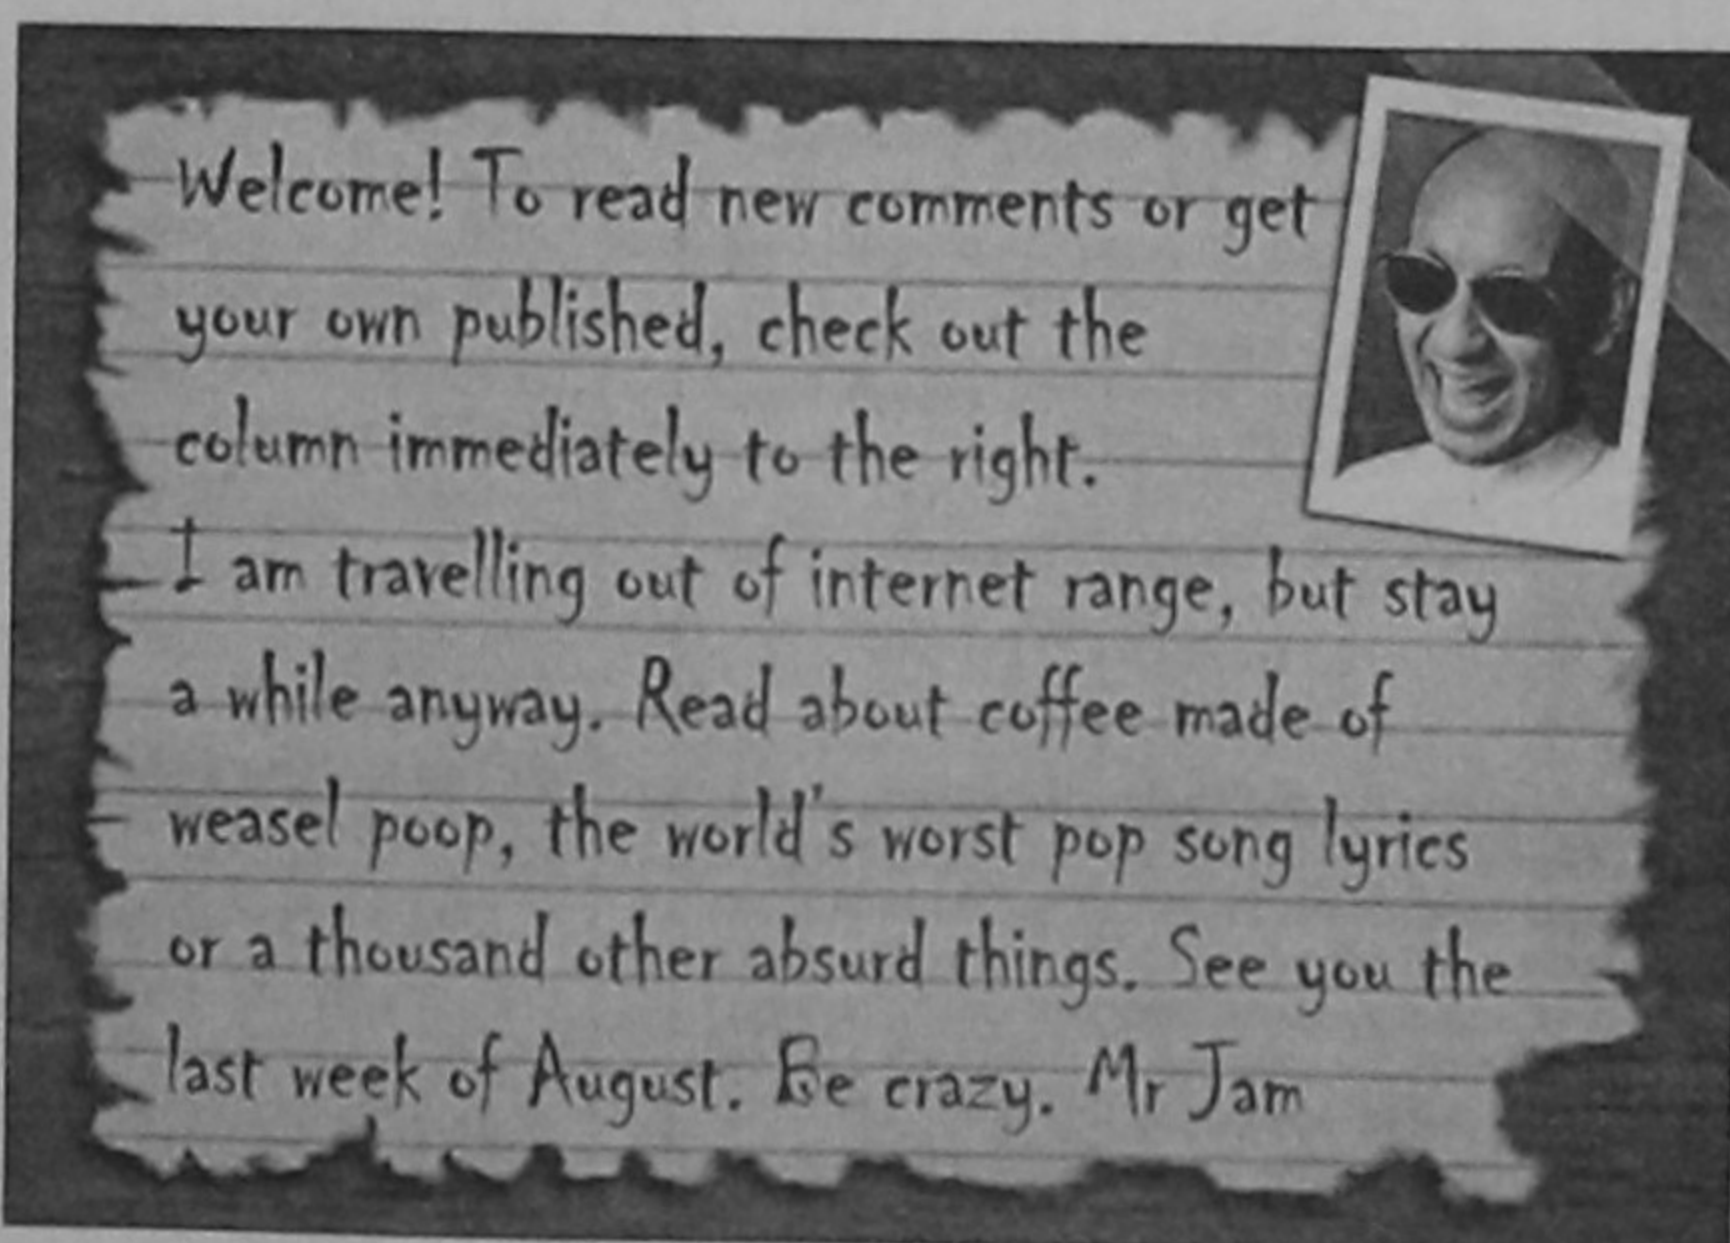 Welcome! To read new comments or get
your own published, check out the
column immediately to the right.
I am travelling out of internet range, but stay
a while anyway. Read about coffee made of
weasel poop, the world's worst pop song lyrics
or a thousand other absurd things. See you the
last week of August. Be crazy. Mr Jam